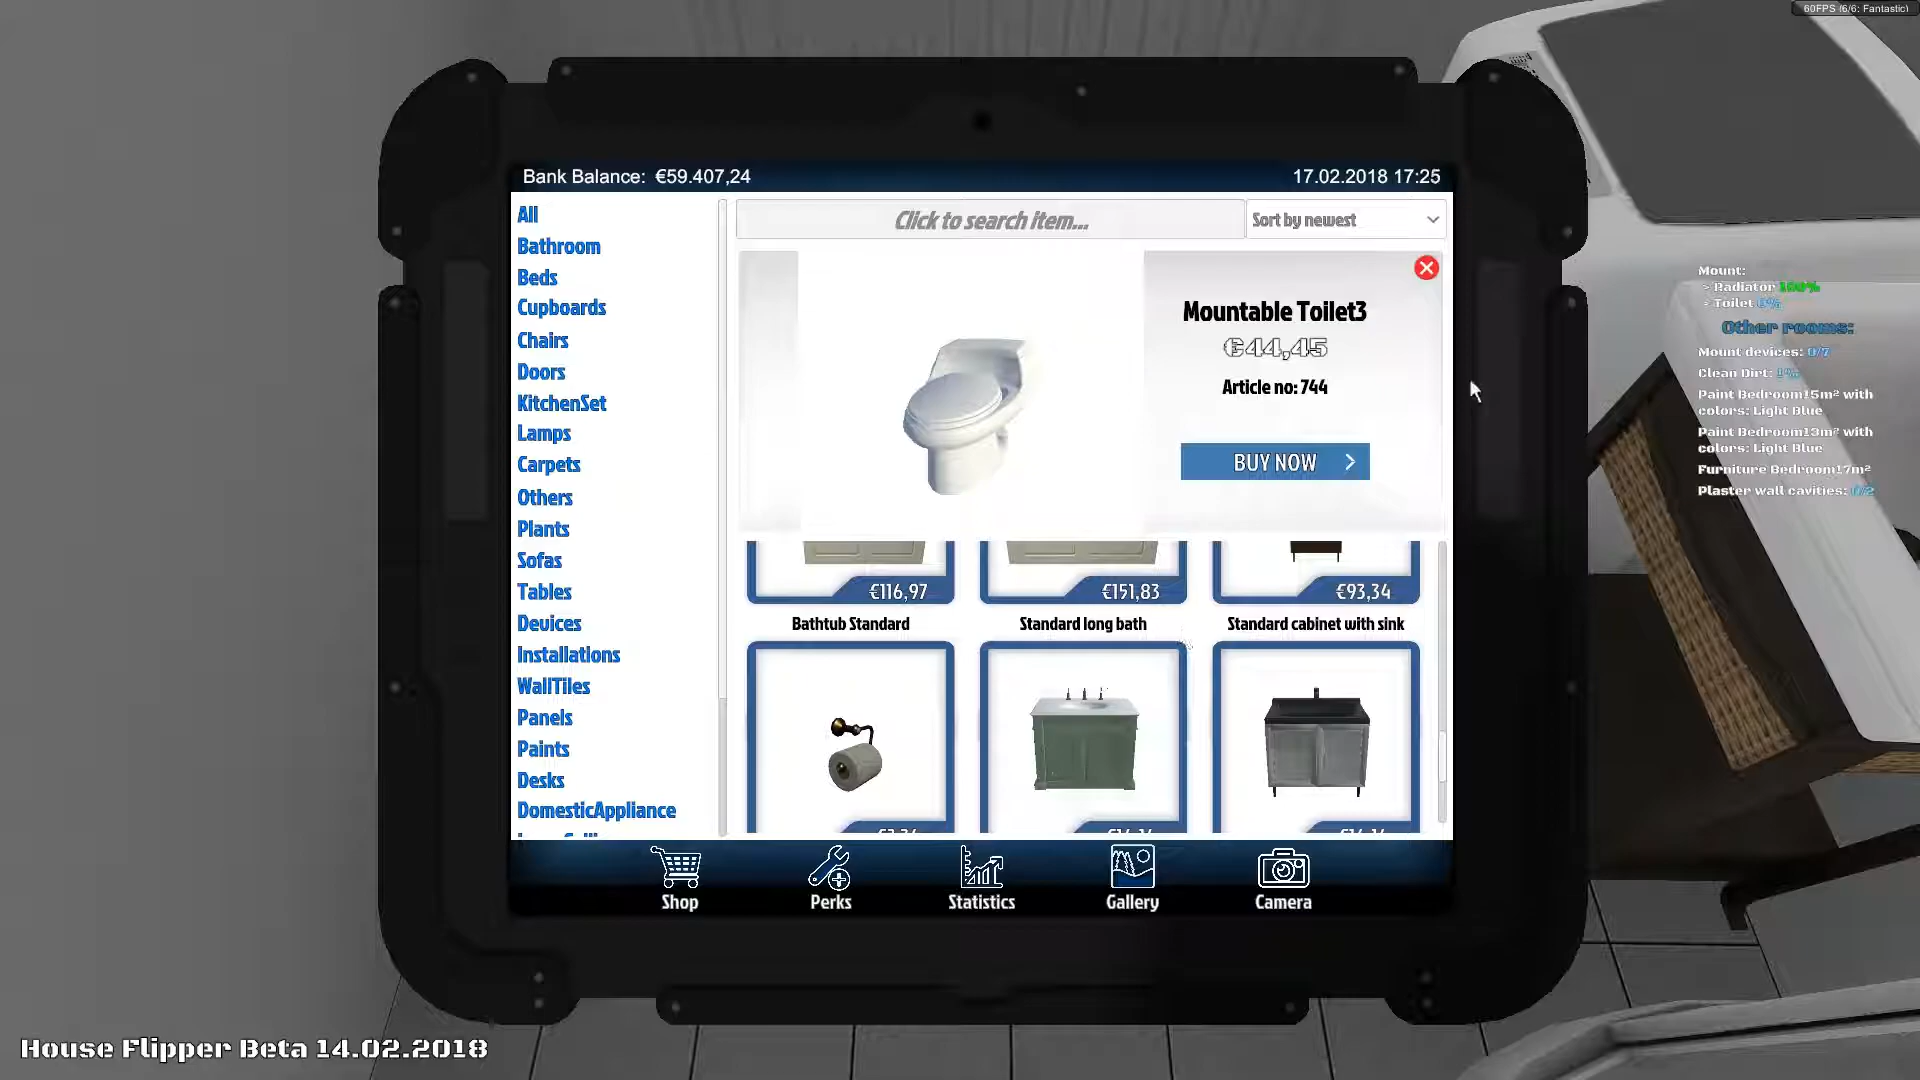 60FPS (6/6: Fantastic)
Bank Balance: €59.407,24
17.02.2018 17:25
All
Bathroom
Beds
Cupboards
Chairs
Doors
KitchenSet
Lamps
Carpets
Others
Plants
Sofas
Tables
Devices
Installations
WallTiles
Panels
Paints
Desks
DomesticAppliance
Click to search item...
Sort by newest
Mountable Toilet3
€44,45
Article no: 744
BUY NOW
€116,97
€151,83
€93,34
Bathtub Standard
Standard long bath
Standard cabinet with sink
Shop
Perks
Statistics
Gallery
Camera
Mount:
> Radiator 100%
> Toilet 0%
Other rooms:
Mount devices: 0/7
Clean Dirt: 1%
Paint Bedroom15m² with
colors: Light Blue
Paint Bedroom13m² with
colors: Light Blue
Furniture Bedroom17m²
Plaster wall cavities: 0/2
House Flipper Beta 14.02.2018